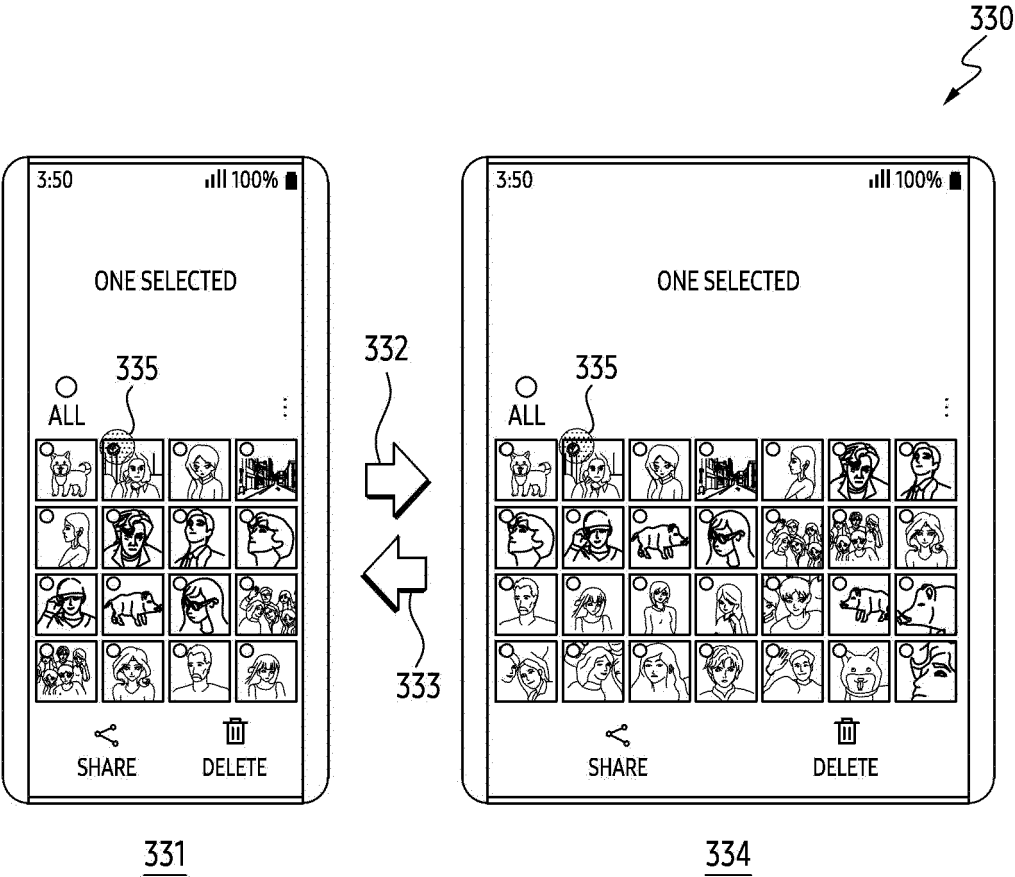 330
3:50 100%
ONE SELECTED
335
ALL
SHARE DELETE
331
332
333
3:50 100%
ONE SELECTED
335
ALL
SHARE DELETE
334